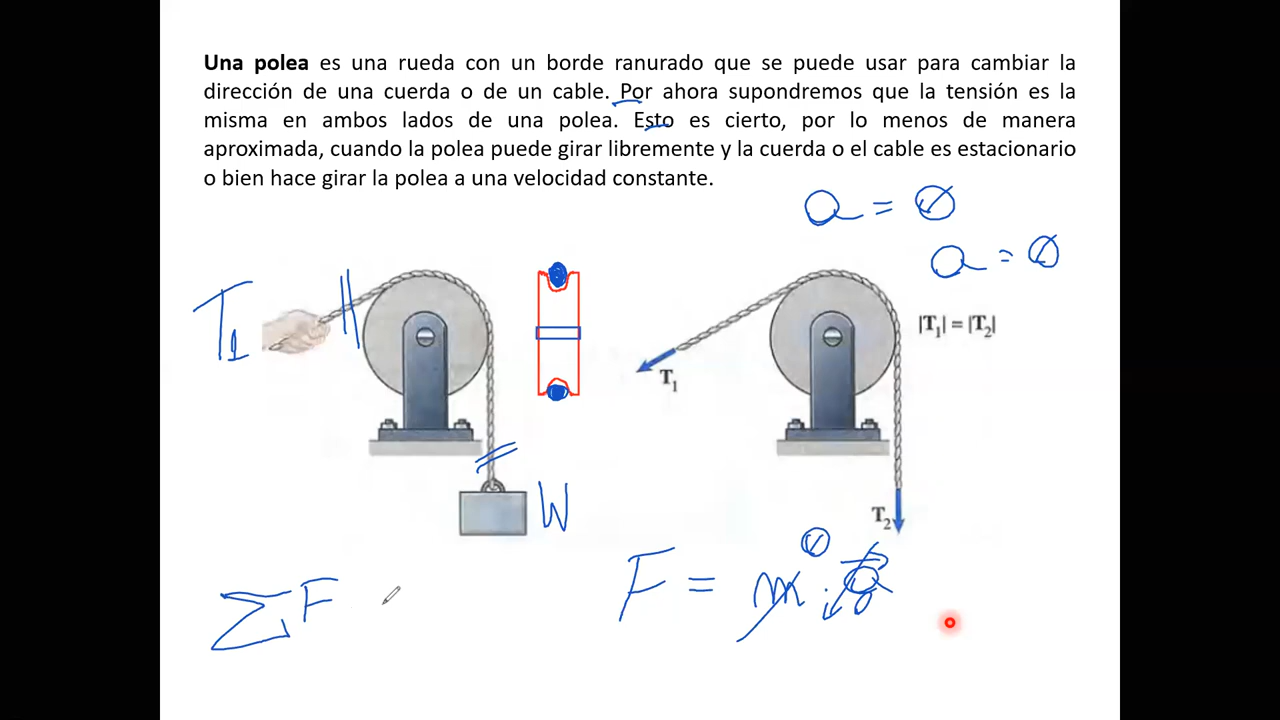 Una polea es una rueda con un borde ranurado que se puede usar para cambiar la
dirección de una cuerda o de un cable. Por ahora supondremos que la tensión es la
misma en ambos lados de una polea. Esto es cierto, por lo menos de manera
aproximada, cuando la polea puede girar libremente y la cuerda o el cable es estacionario
o bien hace girar la polea a una velocidad constante.
a = 0
a = 0
T1
|T1| = |T2|
T1
W
T2
ΣF
F = m . a